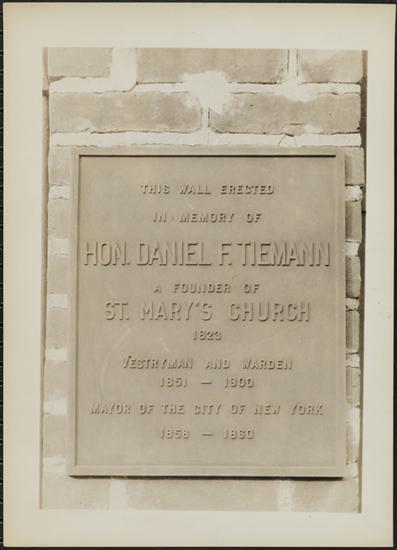 THIS WALL ERECTED
IN MEMORY OF
HON. DANIEL F. TIEMANN
A FOUNDER OF
ST. MARY'S CHURCH
1823
VESTRYMAN AND WARDEN
1851 — 1900
MAYOR OF THE CITY OF NEW YORK
1858 — 1860